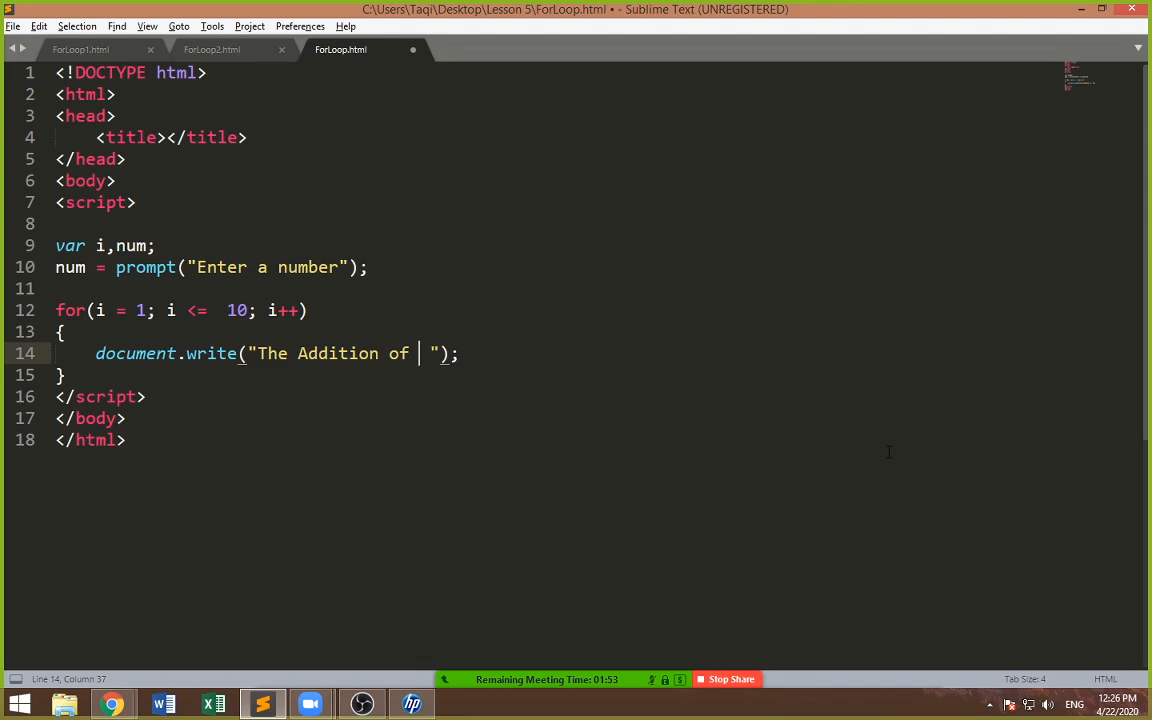 C:\Users\Taqi\Desktop\Lesson 5\ForLoop.html • - Sublime Text (UNREGISTERED)
File Edit Selection Find View Goto Tools Project Preferences Help
ForLoop1.html ForLoop2.html ForLoop.html
1 <!DOCTYPE html>
2 <html>
3 <head>
4 <title></title>
5 </head>
6 <body>
7 <script>
8
9 var i,num;
10 num = prompt("Enter a number");
11
12 for(i = 1; i <=  10; i++)
13 {
14 document.write("The Addition of  ");
15 }
16 </script>
17 </body>
18 </html>
Line 14, Column 37
Remaining Meeting Time: 01:53
Stop Share
Tab Size: 4
HTML
ENG
12:26 PM
4/22/2020